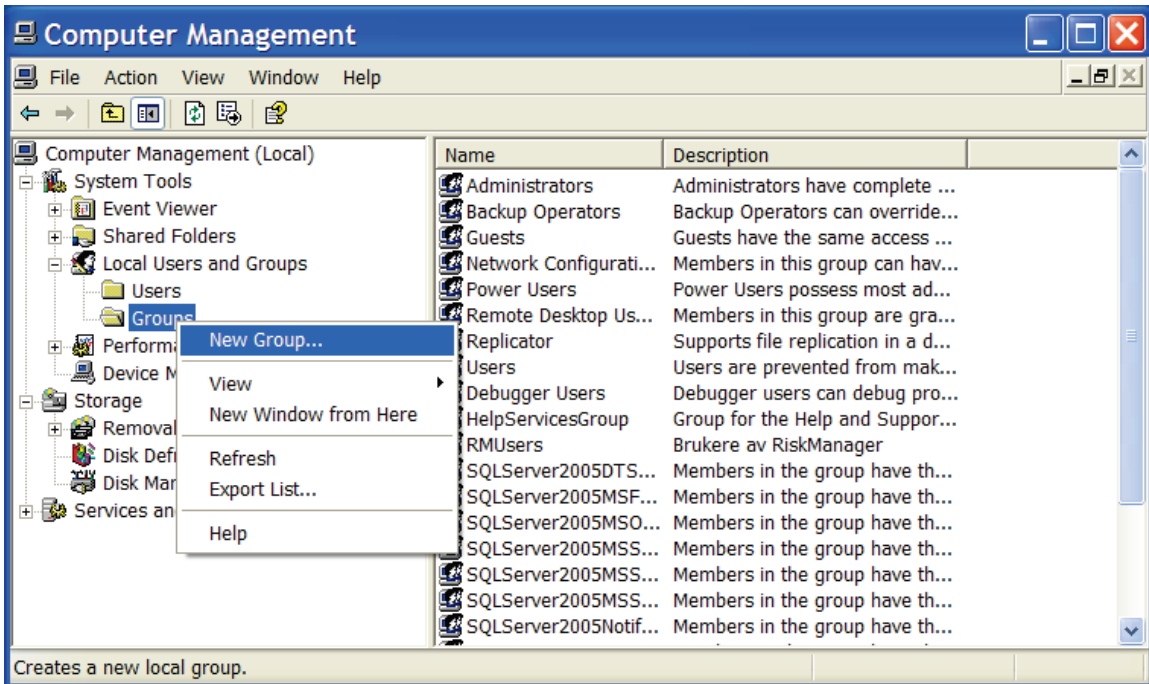 Computer Management
File Action View Window Help
Computer Management (Local)
System Tools
Event Viewer
Shared Folders
Local Users and Groups
Users
Groups
Performa
Device M
Storage
Removal
Disk Defr
Disk Man
Services an
New Group...
View
New Window from Here
Refresh
Export List...
Help
Name Description
Administrators Administrators have complete ...
Backup Operators Backup Operators can override...
Guests Guests have the same access ...
Network Configurati... Members in this group can hav...
Power Users Power Users possess most ad...
Remote Desktop Us... Members in this group are gra...
Replicator Supports file replication in a d...
Users Users are prevented from mak...
Debugger Users Debugger users can debug pro...
HelpServicesGroup Group for the Help and Suppor...
RMUsers Brukere av RiskManager
SQLServer2005DTS... Members in the group have th...
SQLServer2005MSF... Members in the group have th...
SQLServer2005MSO... Members in the group have th...
SQLServer2005MSS... Members in the group have th...
SQLServer2005MSS... Members in the group have th...
SQLServer2005MSS... Members in the group have th...
SQLServer2005Notif... Members in the group have th...
Creates a new local group.